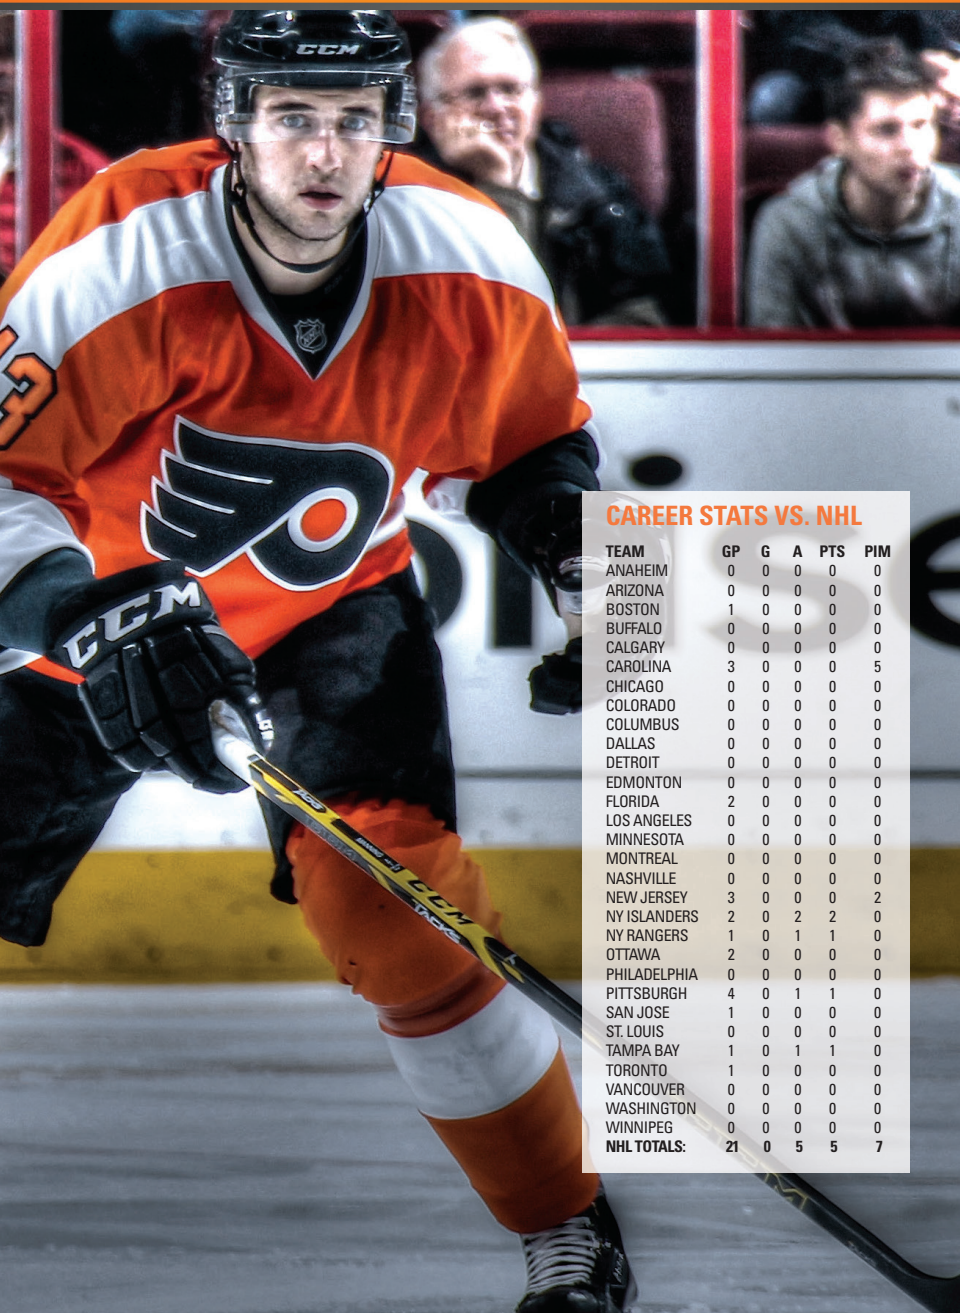 CCM
13
NHL
CCM
CCM
TACKS
CAREER STATS VS. NHL
TEAM GP G A PTS PIM
ANAHEIM 0 0 0 0 0
ARIZONA 0 0 0 0 0
BOSTON 1 0 0 0 0
BUFFALO 0 0 0 0 0
CALGARY 0 0 0 0 0
CAROLINA 3 0 0 0 5
CHICAGO 0 0 0 0 0
COLORADO 0 0 0 0 0
COLUMBUS 0 0 0 0 0
DALLAS 0 0 0 0 0
DETROIT 0 0 0 0 0
EDMONTON 0 0 0 0 0
FLORIDA 2 0 0 0 0
LOS ANGELES 0 0 0 0 0
MINNESOTA 0 0 0 0 0
MONTREAL 0 0 0 0 0
NASHVILLE 0 0 0 0 0
NEW JERSEY 3 0 0 0 2
NY ISLANDERS 2 0 2 2 0
NY RANGERS 1 0 1 1 0
OTTAWA 2 0 0 0 0
PHILADELPHIA 0 0 0 0 0
PITTSBURGH 4 0 1 1 0
SAN JOSE 1 0 0 0 0
ST. LOUIS 0 0 0 0 0
TAMPA BAY 1 0 1 1 0
TORONTO 1 0 0 0 0
VANCOUVER 0 0 0 0 0
WASHINGTON 0 0 0 0 0
WINNIPEG 0 0 0 0 0
NHL TOTALS: 21 0 5 5 7